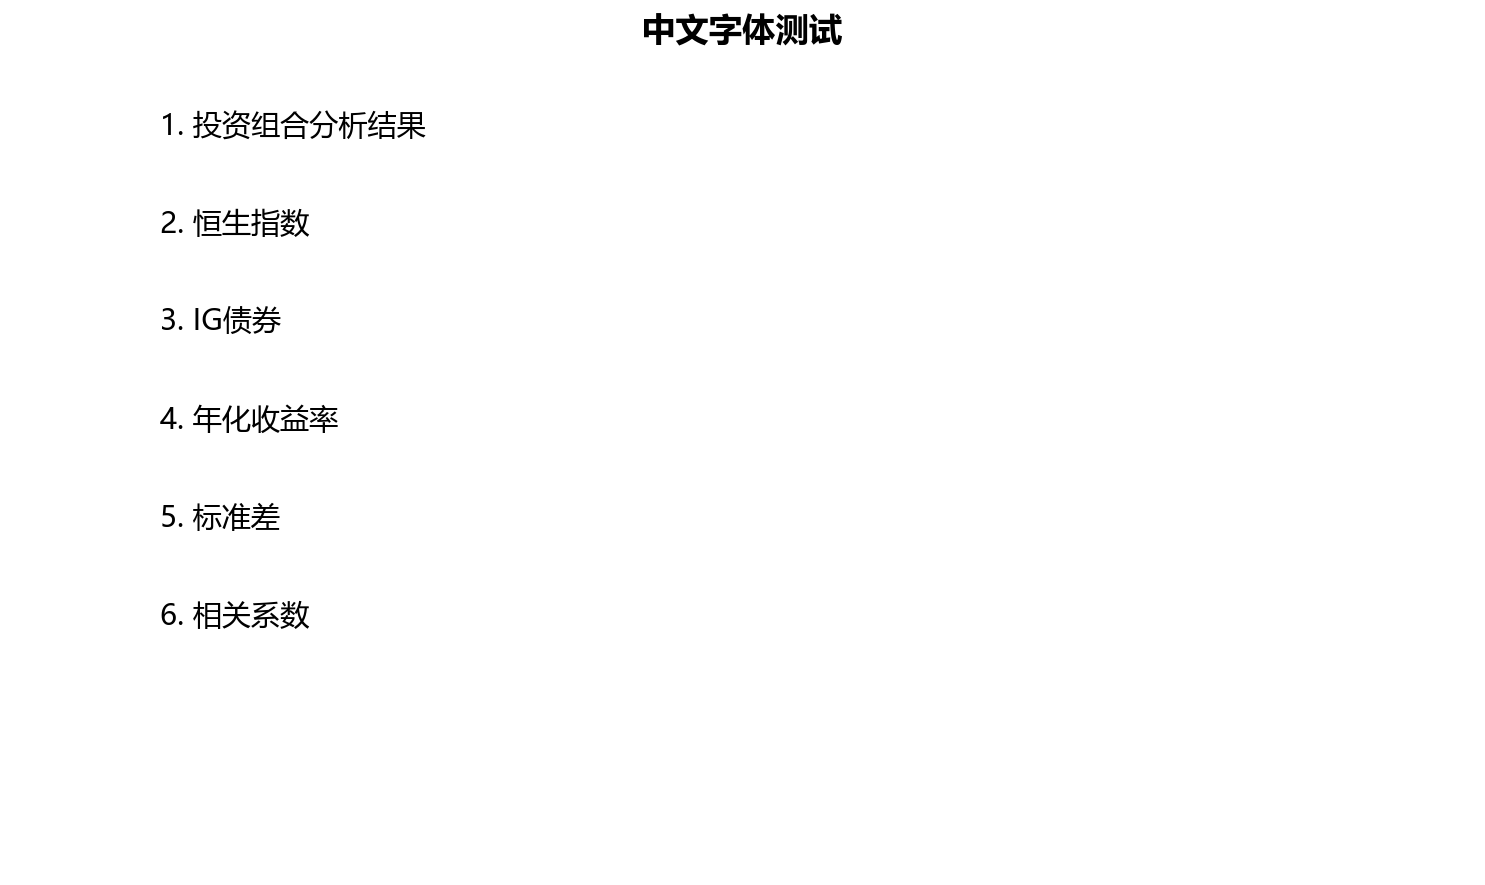 中文字体测试
1. 投资组合分析结果
2. 恒生指数
3. IG债券
4. 年化收益率
5. 标准差
6. 相关系数